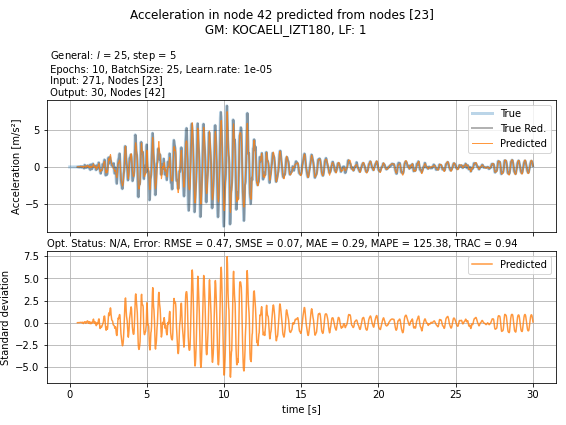 Acceleration in node 42 predicted from nodes [23]
GM: KOCAELI_IZT180, LF: 1
General: l = 25, step = 5
Epochs: 10, BatchSize: 25, Learn.rate: 1e-05
Input: 271, Nodes [23]
Output: 30, Nodes [42]
True
True Red.
Predicted
5
0
−5
Acceleration [m/s²]
Opt. Status: N/A, Error: RMSE = 0.47, SMSE = 0.07, MAE = 0.29, MAPE = 125.38, TRAC = 0.94
Predicted
7.5
5.0
2.5
0.0
−2.5
−5.0
Standard deviation
0 5 10 15 20 25 30
time [s]